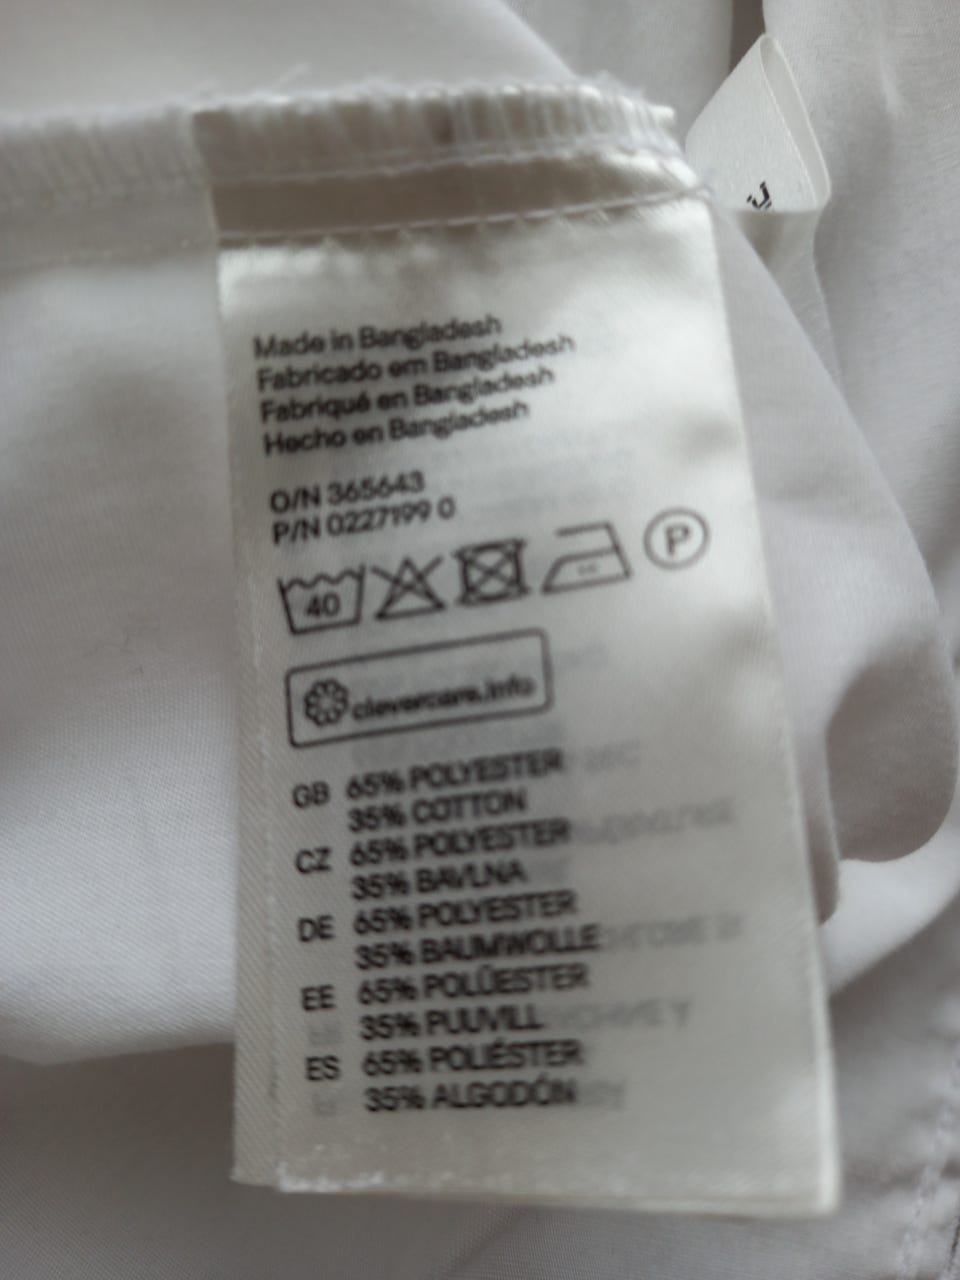 Made in Bangladesh
Fabricado em Bangladesh
Fabriqué en Bangladesh
Hecho en Bangladesh
O/N 365643
P/N 0227199 0
40 P
clevercare.info
GB 65% POLYESTER
35% COTTON
CZ 65% POLYESTER
35% BAVLNA
DE 65% POLYESTER
35% BAUMWOLLE
EE 65% POLÜESTER
35% PUUVILL
ES 65% POLIÉSTER
35% ALGODÓN